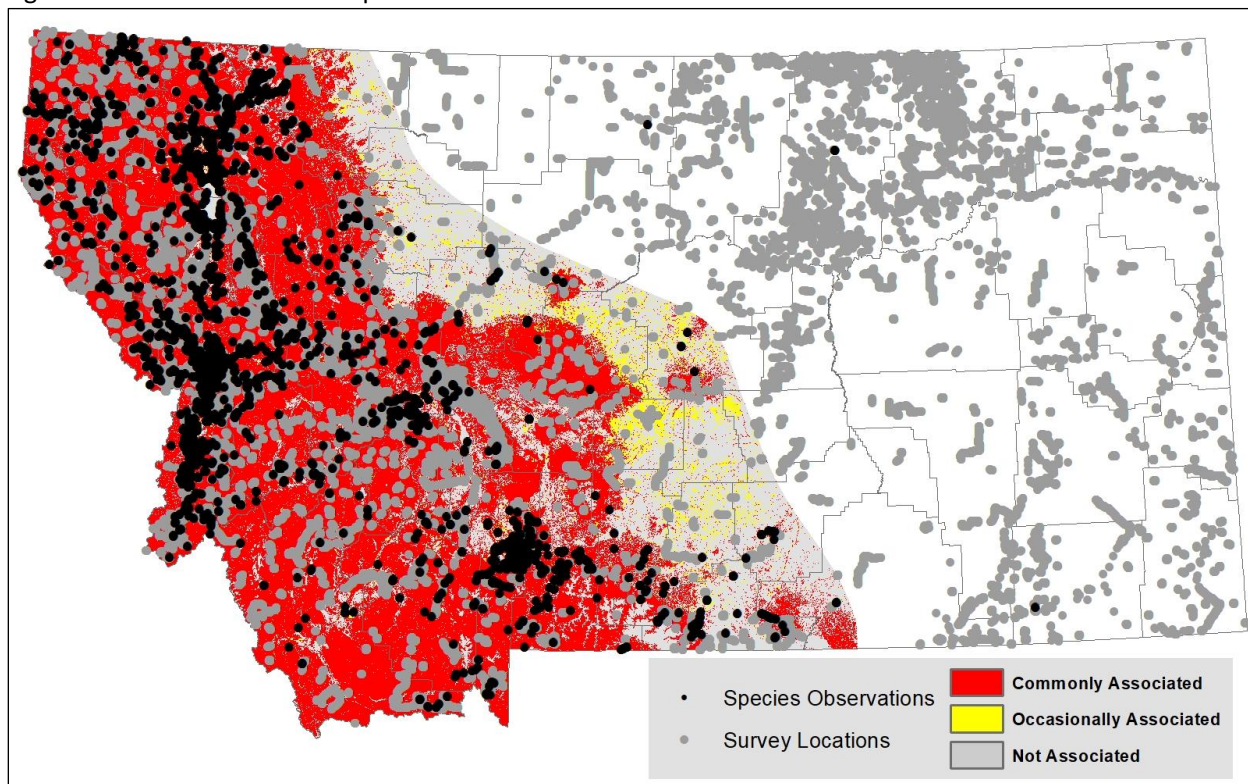 Species Observations
Survey Locations
Commonly Associated
Occasionally Associated
Not Associated